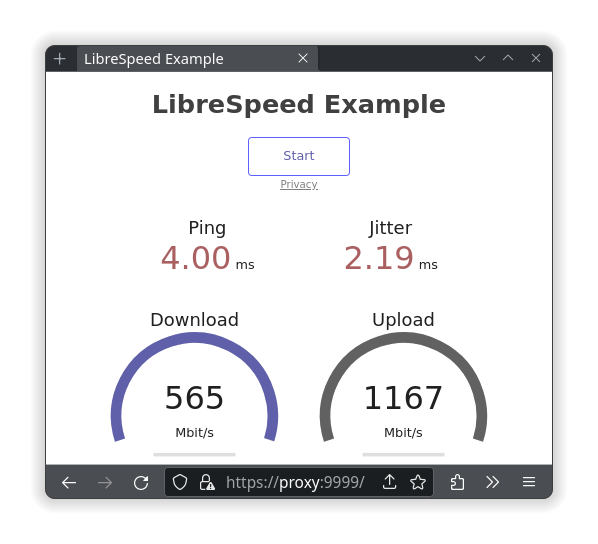 LibreSpeed Example
LibreSpeed Example
Start
Privacy
Ping
4.00 ms
Jitter
2.19 ms
Download
565
Mbit/s
Upload
1167
Mbit/s
https://proxy:9999/